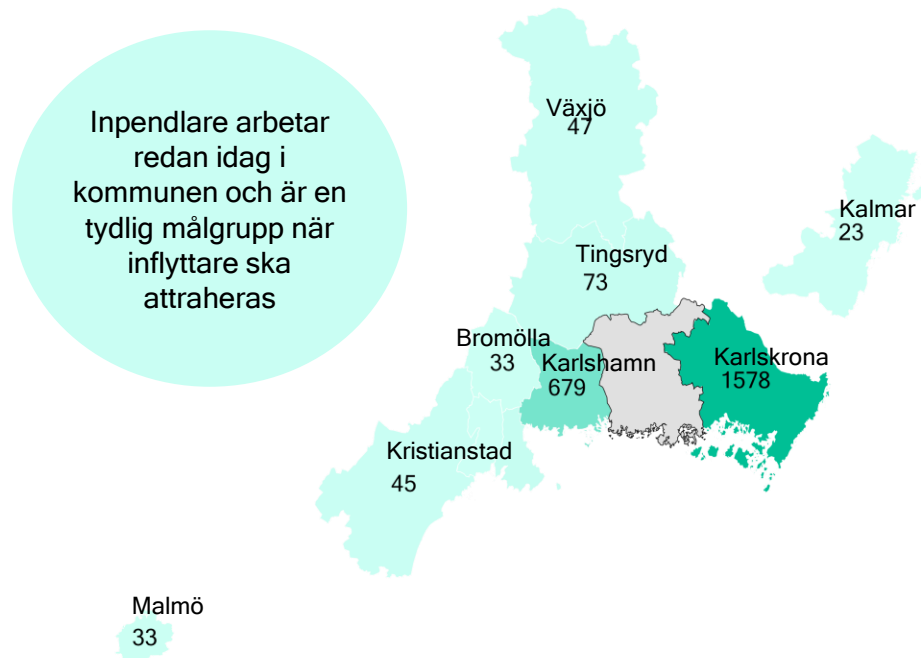 Inpendlare arbetar
redan idag i
kommunen och är en
tydlig målgrupp när
inflyttare ska
attraheras
Växjö
47
Kalmar
23
Tingsryd
73
Bromölla
33
Karlshamn
679
Karlskrona
1578
Kristianstad
45
Malmö
33